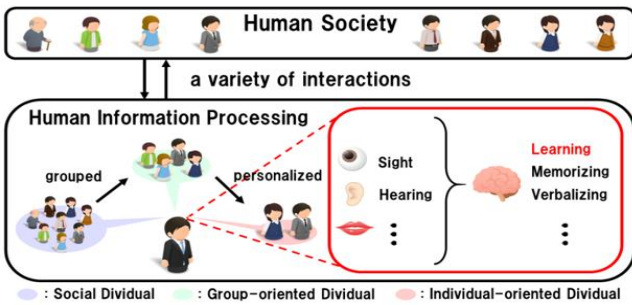 Human Society
a variety of interactions
Human Information Processing
grouped
personalized
Sight
Hearing
Learning
Memorizing
Verbalizing
: Social Dividual
: Group-oriented Dividual
: Individual-oriented Dividual